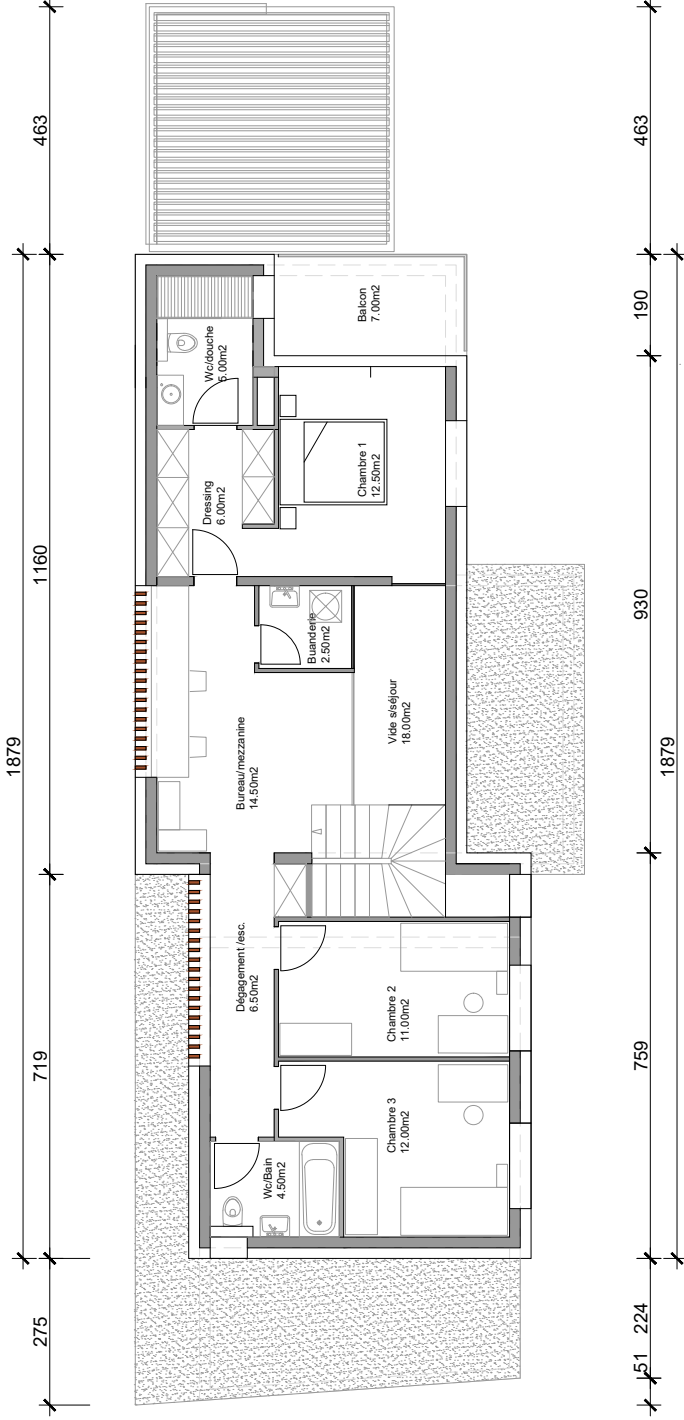 463
463
1879
1160
719
275
190
930
1879
759
224
51
Balcon
7.00m2
Wc/douche
5.00m2
Chambre 1
12.50m2
Dressing
6.00m2
Buanderie
2.50m2
Vide s/séjour
18.00m2
Bureau/mezzanine
14.50m2
Dégagement /esc.
6.50m2
Chambre 2
11.00m2
Chambre 3
12.00m2
Wc/Bain
4.50m2